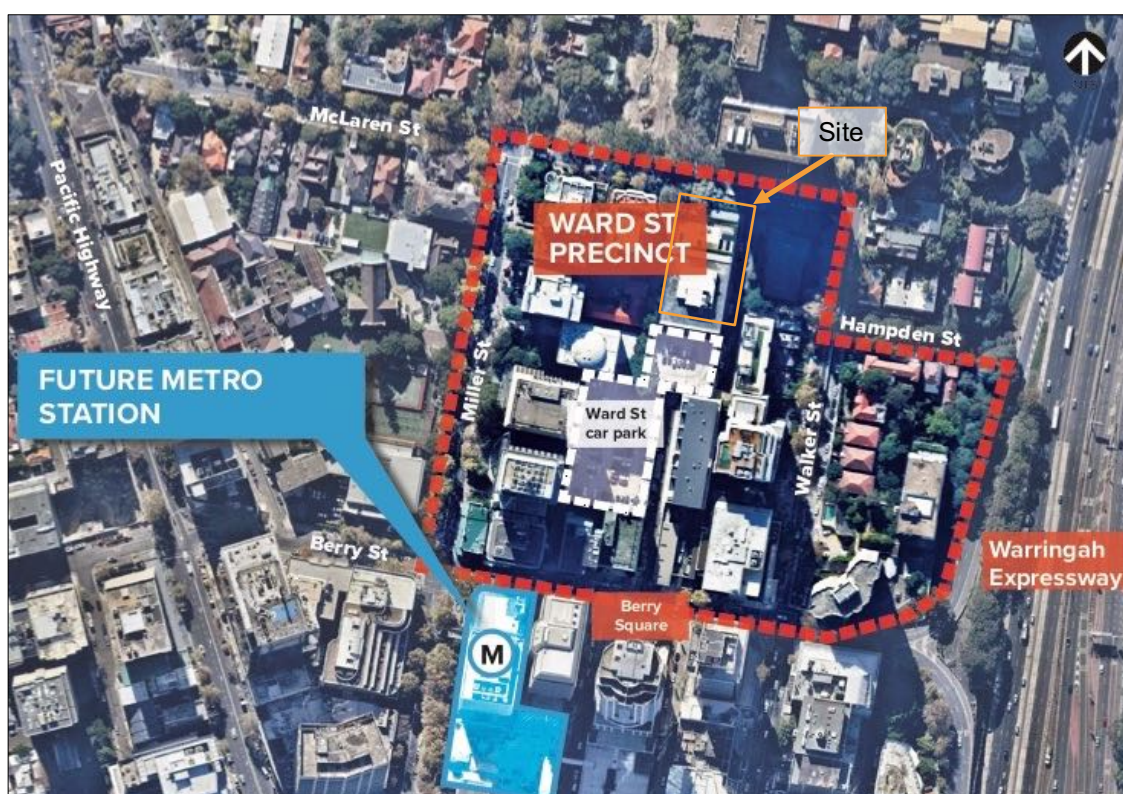 McLaren St
Site
Pacific Highway
WARD ST
PRECINCT
Hampden St
FUTURE METRO
STATION
Miller St
Ward St
car park
Walker St
Berry St
Warringah
Expressway
Berry
Square
M